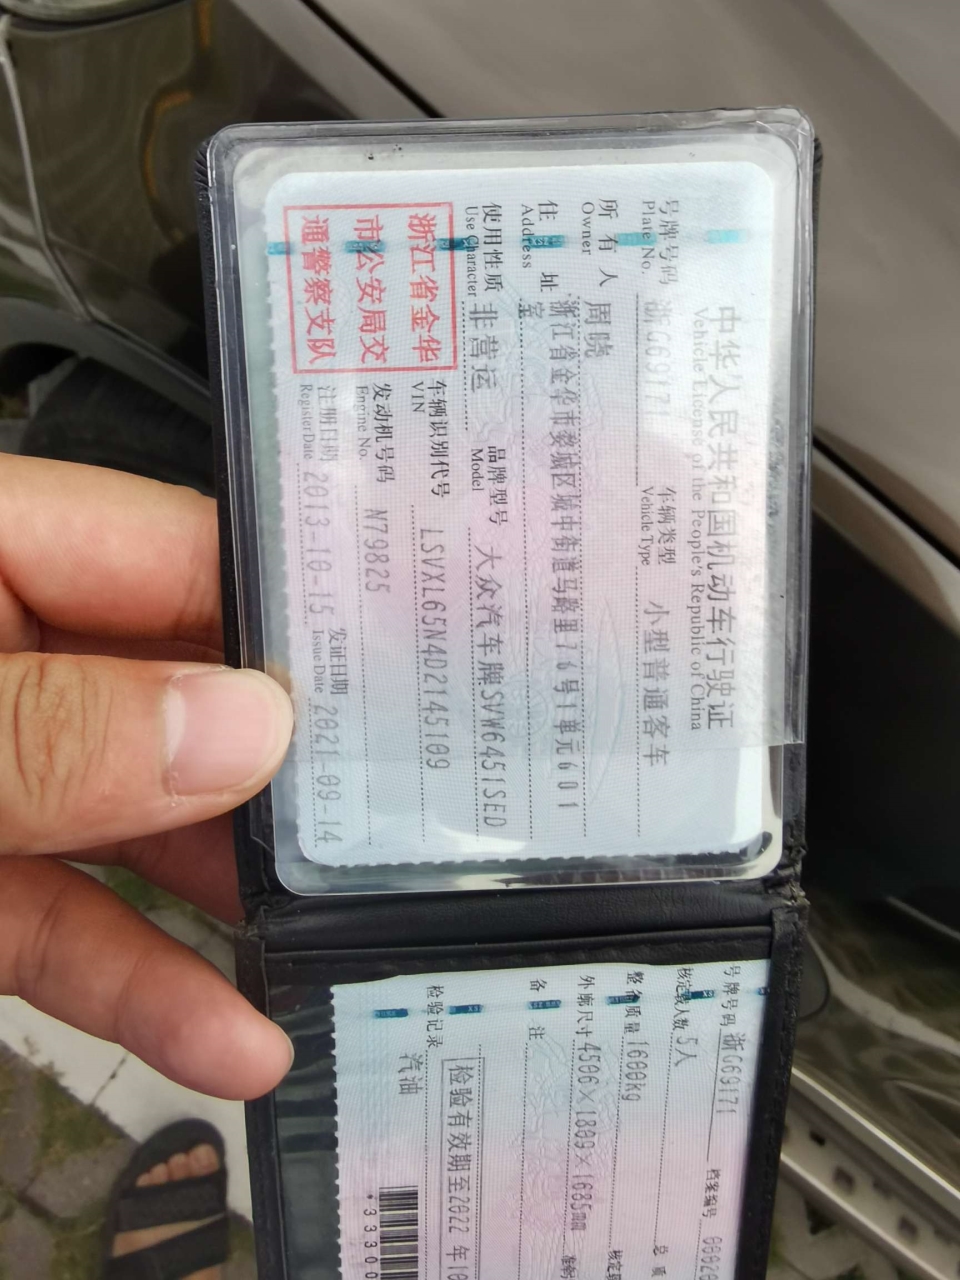 中华人民共和国机动车行驶证
Vehicle License of the People's Republic of China
号牌号码 浙G69171 车辆类型 小型普通客车
Plate No. Vehicle Type
所有人 周晓
Owner
住址 浙江省金华市婺城区城中街道马路里76号1单元601
室
Address
使用性质 非营运 品牌型号 大众汽车牌SVW6451SED
Use Character Model
浙江省金华
市公安局交
通警察支队
车辆识别代号 LSVXL65N4D2145109
VIN
发动机号码 N79825
Engine No.
注册日期 2013-10-15 发证日期 2021-09-14
Register Date Issue Date
号牌号码 浙G69171 档案编号
核定载人数 5人 总质
整备质量 1600kg 核定
外廓尺寸 4506×1809×1685mm
备注
检验有效期至2022年10
检验记录
汽油